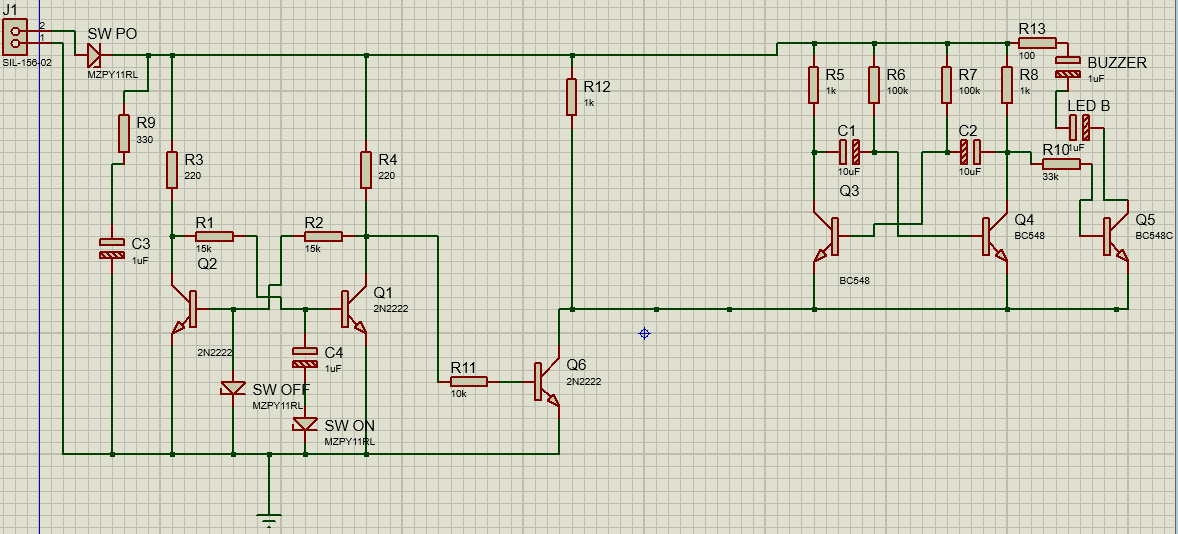 J1
2
1
SIL-156-02
SW PO
MZPY11RL
R9
330
C3
1uF
R3
220
R4
220
R1
15k
R2
15k
Q2
2N2222
Q1
2N2222
C4
1uF
SW OFF
MZPY11RL
SW ON
MZPY11RL
R11
10k
Q6
2N2222
R12
1k
R5
1k
R6
100k
R7
100k
R8
1k
R13
100
BUZZER
1uF
LED B
1uF
C1
10uF
C2
10uF
R10
33k
Q3
BC548
Q4
BC548
Q5
BC548C